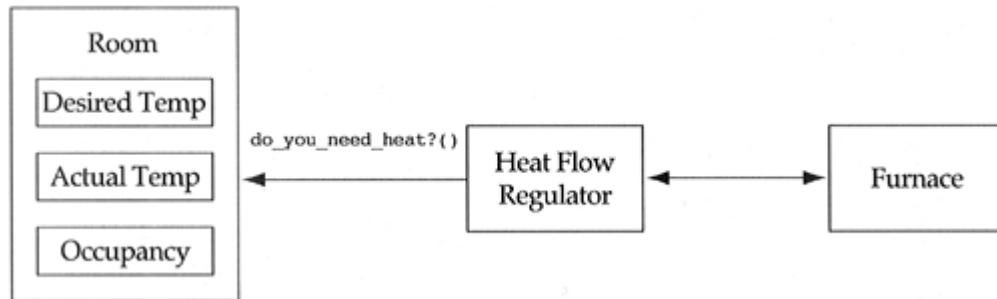 Room
Desired Temp
Actual Temp
Occupancy
do_you_need_heat?()
Heat Flow
Regulator
Furnace